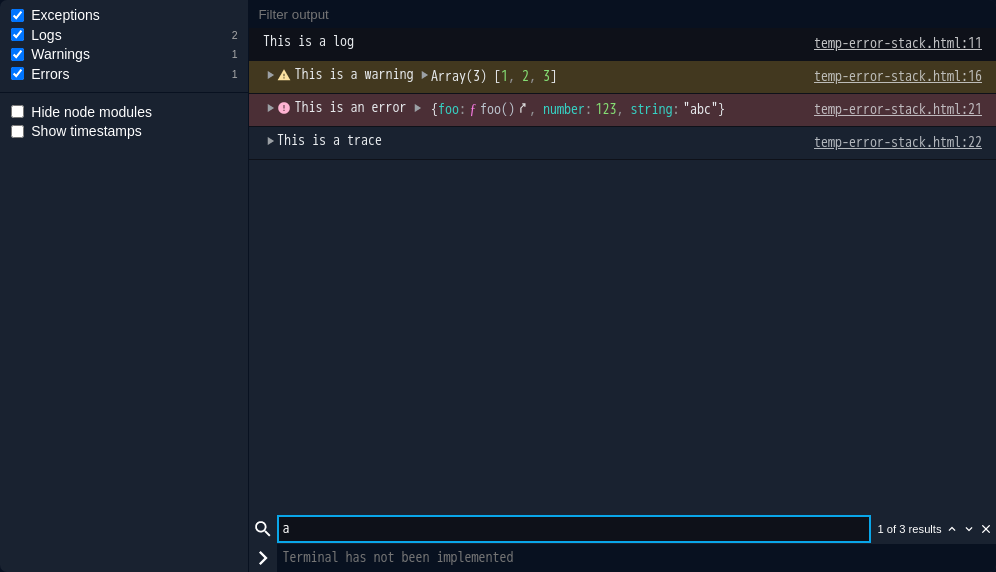 Exceptions
Logs 2
Warnings 1
Errors 1
Hide node modules
Show timestamps
Filter output
This is a log temp-error-stack.html:11
This is a warning Array(3) [1, 2, 3] temp-error-stack.html:16
This is an error {foo: ƒ foo(), number: 123, string: "abc"} temp-error-stack.html:21
This is a trace temp-error-stack.html:22
a 1 of 3 results
Terminal has not been implemented